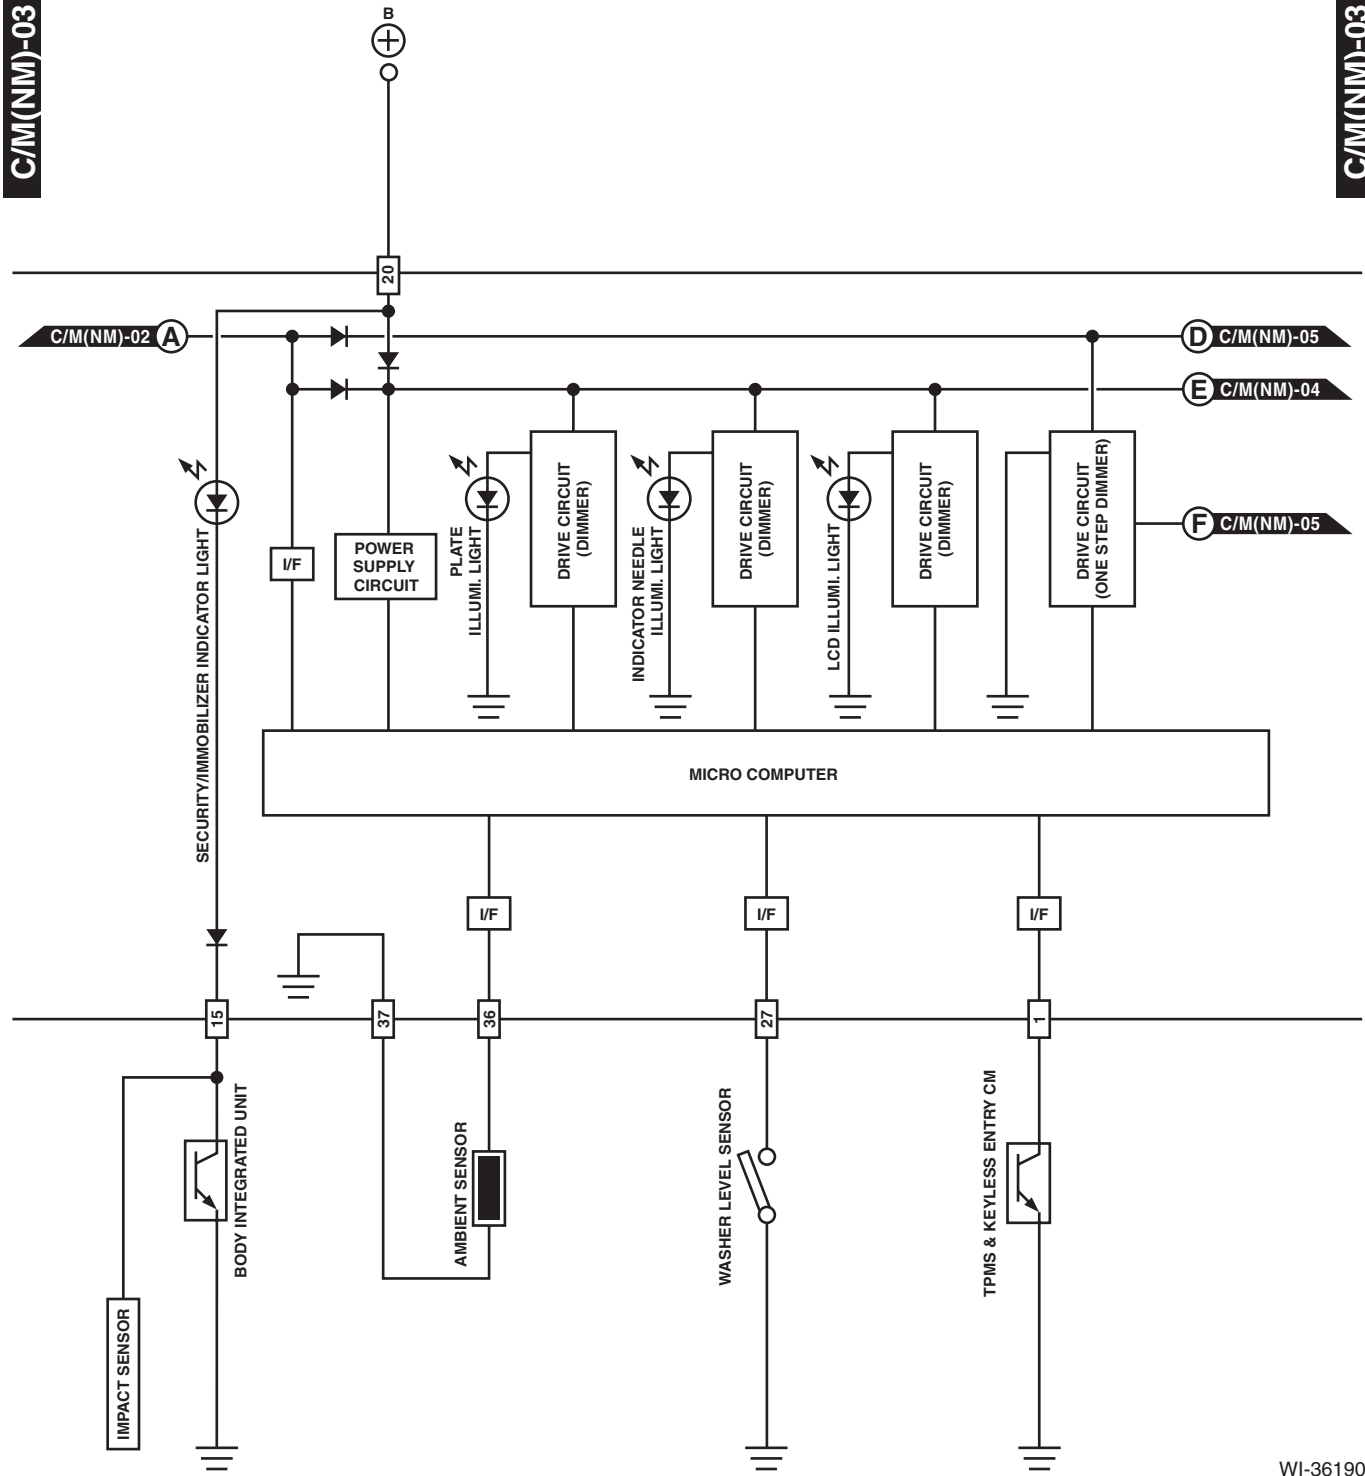 C/M(NM)-03
C/M(NM)-03
B
20
C/M(NM)-02
A
D
C/M(NM)-05
E
C/M(NM)-04
F
C/M(NM)-05
SECURITY/IMMOBILIZER INDICATOR LIGHT
I/F
POWER
SUPPLY
CIRCUIT
PLATE
ILLUMI. LIGHT
DRIVE CIRCUIT
(DIMMER)
INDICATOR NEEDLE
ILLUMI. LIGHT
DRIVE CIRCUIT
(DIMMER)
LCD ILLUMI. LIGHT
DRIVE CIRCUIT
(DIMMER)
DRIVE CIRCUIT
(ONE STEP DIMMER)
MICRO COMPUTER
I/F
I/F
I/F
15
37
36
27
1
BODY INTEGRATED UNIT
AMBIENT SENSOR
WASHER LEVEL SENSOR
TPMS & KEYLESS ENTRY CM
IMPACT SENSOR
WI-36190